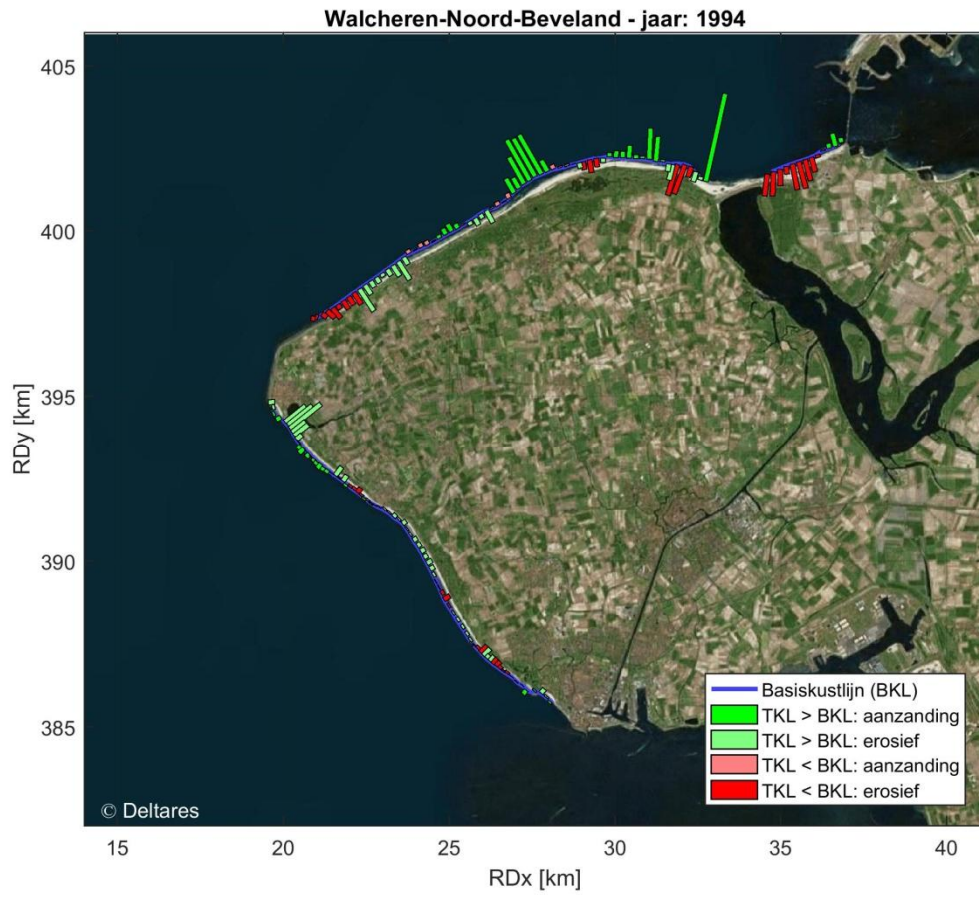 Walcheren-Noord-Beveland - jaar: 1994
405
400
395
390
385
RDy [km]
15
20
25
30
35
40
RDx [km]
Basiskustlijn (BKL)
TKL > BKL: aanzanding
TKL > BKL: erosief
TKL < BKL: aanzanding
TKL < BKL: erosief
© Deltares